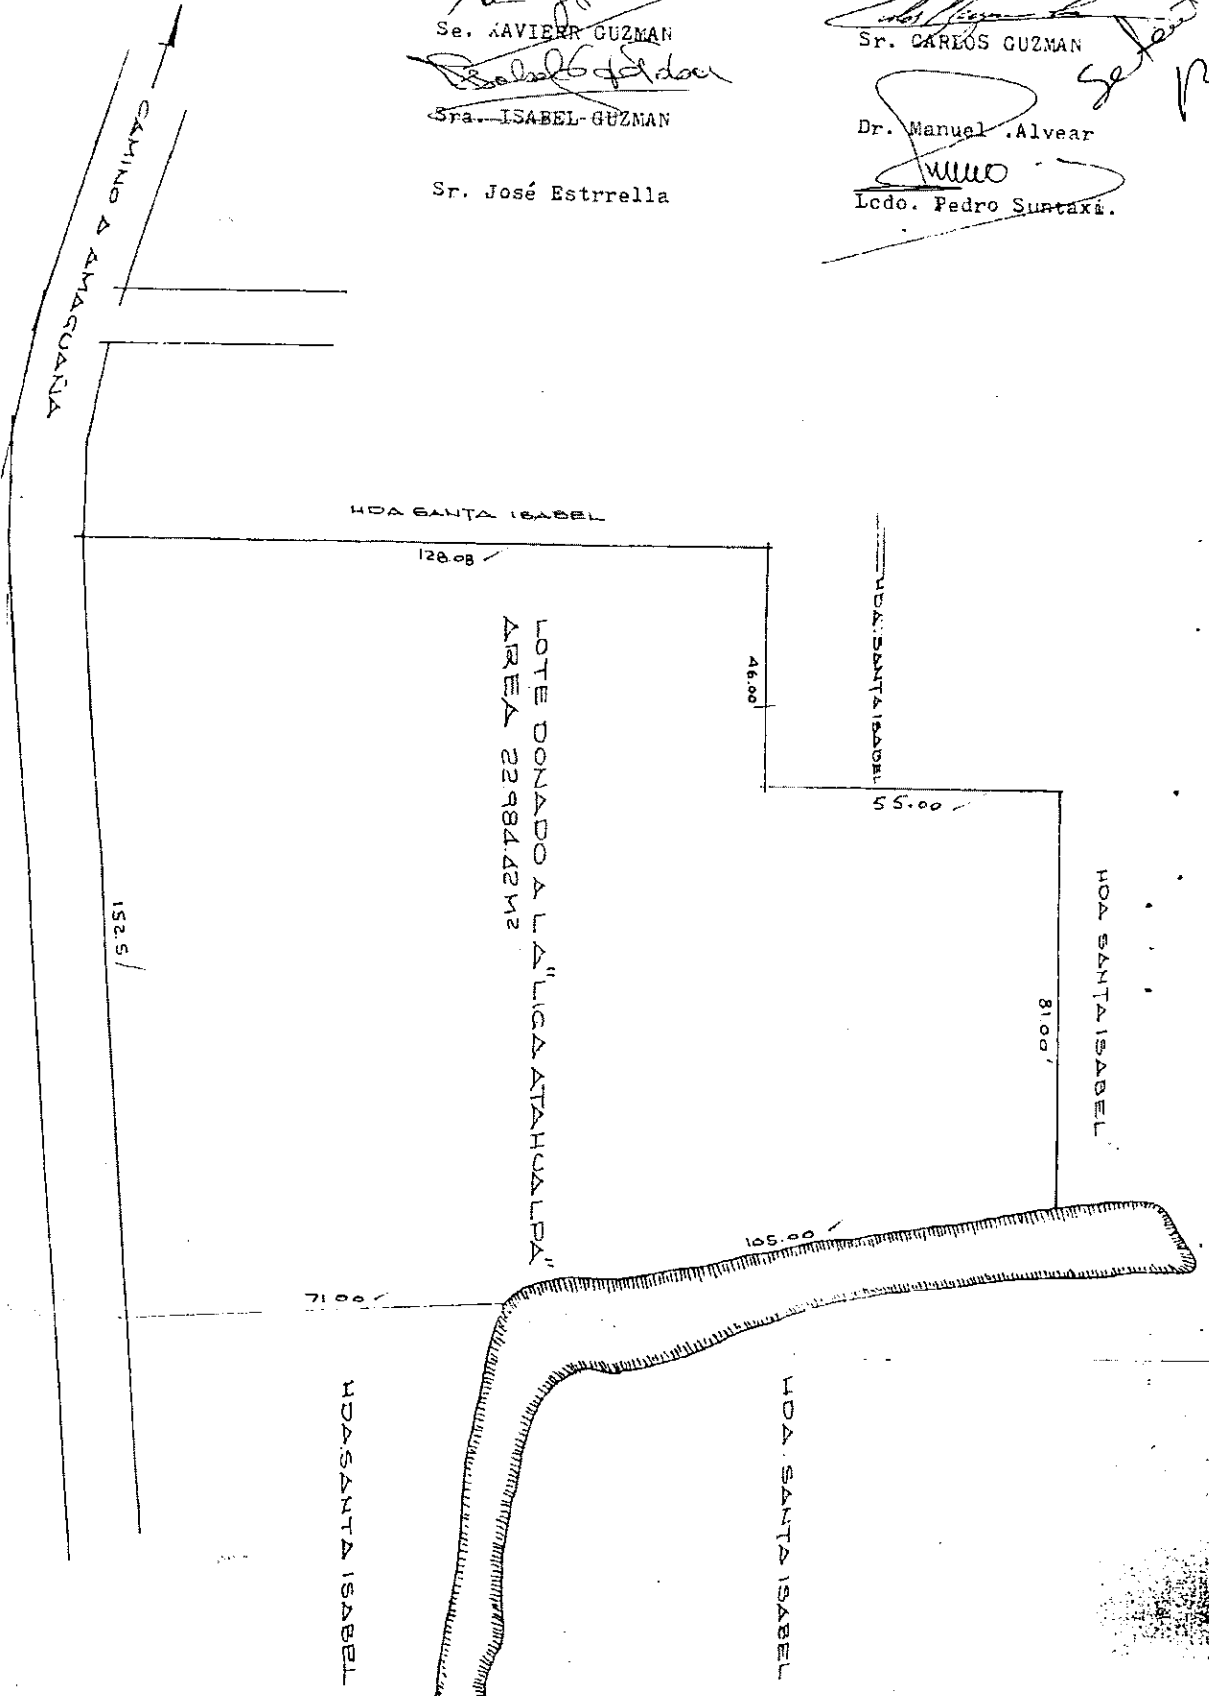 Se. XAVIERR GUZMAN
Sr. CARLOS GUZMAN
Sra. ISABEL GUZMAN
Dr. Manuel .Alvear
Sr. José Estrrella
Lcdo. Pedro Suntaxi.
CAMINO A AMAGUAÑA
HDA SANTA ISABEL
128.08
46.00
HDA. SANTA ISABEL
55.00
LOTE DONADO A LA "LIGA ATAHUALPA"
AREA 22.984.42 M2
HDA SANTA ISABEL
81.00
152.5
105.00
71.00
HDA. SANTA ISABEL
HDA. SANTA ISABEL